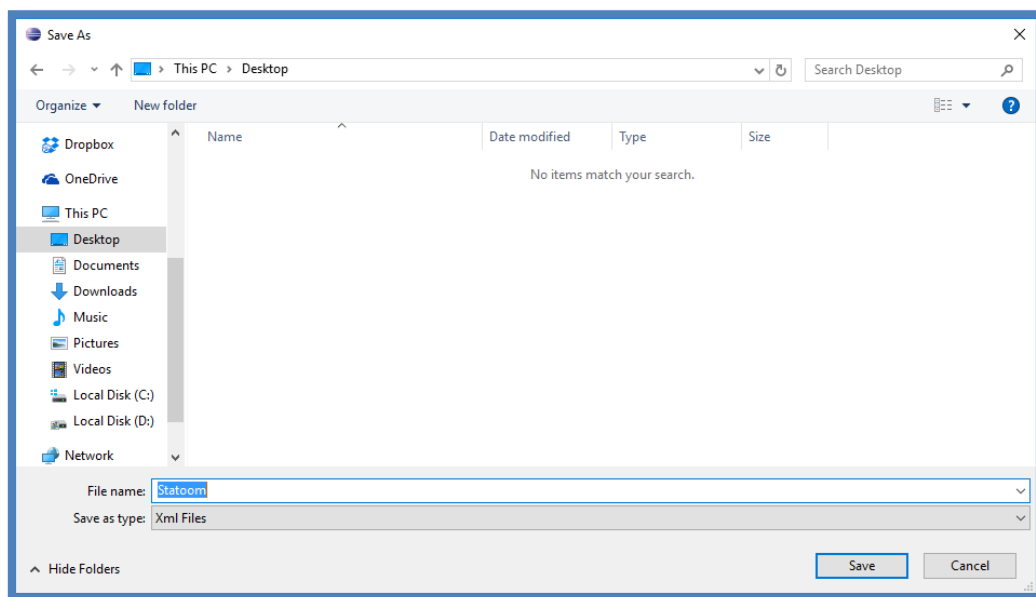 Save As
This PC > Desktop
Search Desktop
Organize
New folder
Name
Date modified
Type
Size
No items match your search.
Dropbox
OneDrive
This PC
Desktop
Documents
Downloads
Music
Pictures
Videos
Local Disk (C:)
Local Disk (D:)
Network
File name: Statoom
Save as type: Xml Files
Hide Folders
Save
Cancel